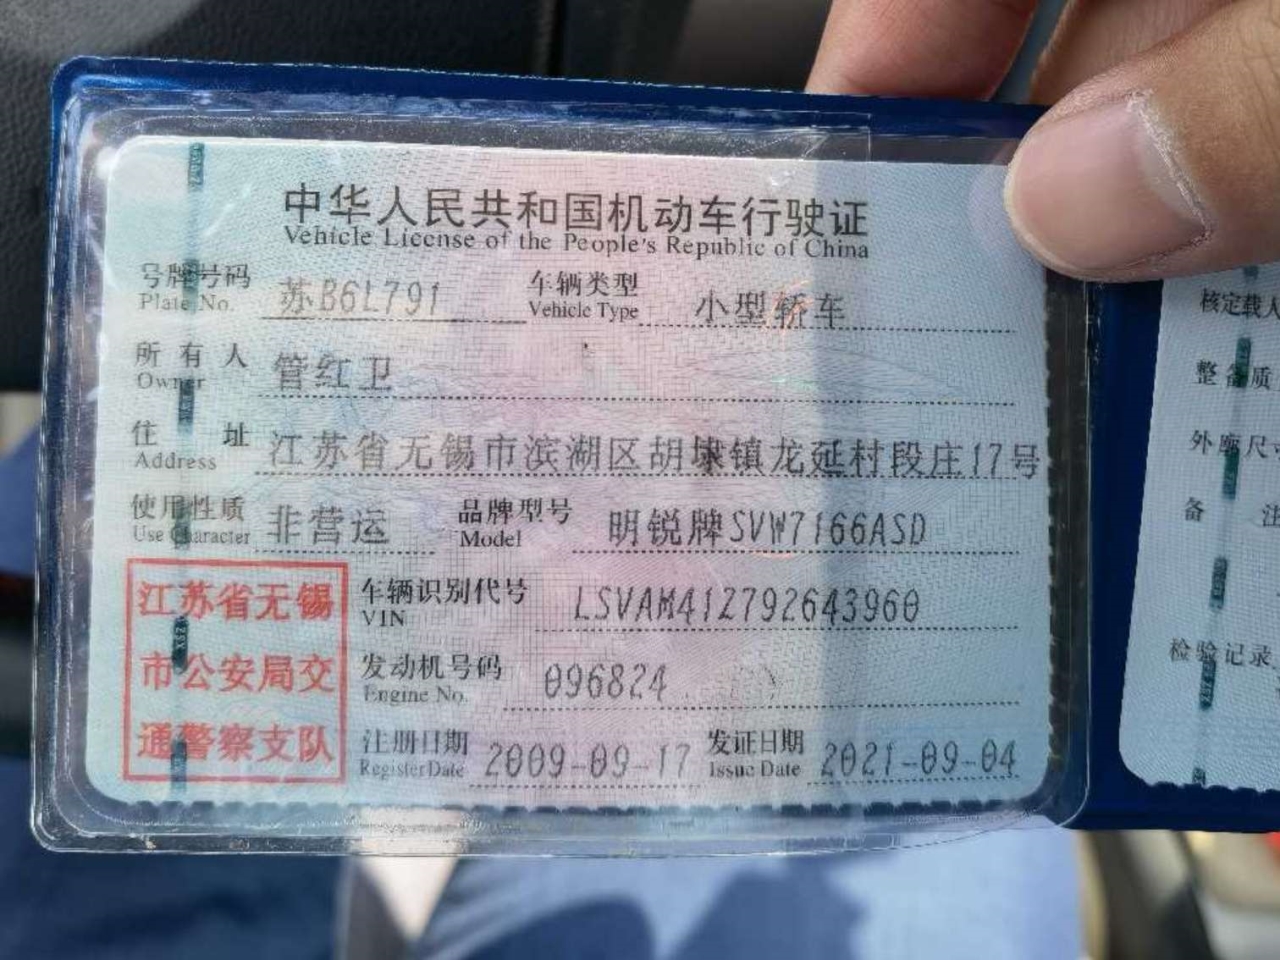 中华人民共和国机动车行驶证
Vehicle License of the People's Republic of China
号牌号码 苏B6L791 车辆类型 小型轿车
Plate No. Vehicle Type
所有人 管红卫
Owner
住址 江苏省无锡市滨湖区胡埭镇龙延村段庄17号
Address
使用性质 非营运 品牌型号 明锐牌SVW7166ASD
Use Character Model
江苏省无锡
市公安局交
通警察支队
车辆识别代号 LSVAM41Z792643960
VIN
发动机号码 096824
Engine No.
注册日期 2009-09-17 发证日期 2021-09-04
Register Date Issue Date
核定载人
整备质
外廓尺寸
备注
检验记录